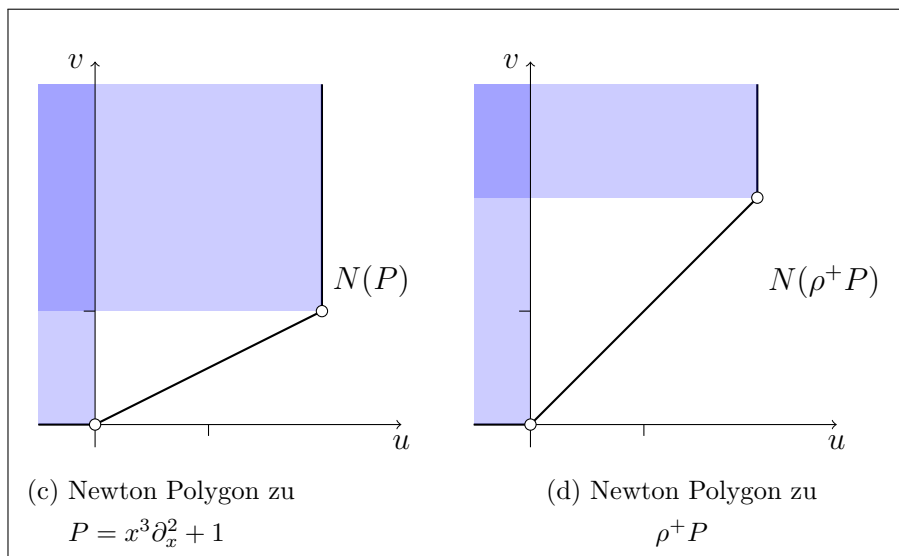 v
N(P)
u
(c) Newton Polygon zu
P = x³∂ₓ² + 1
v
N(ρ⁺P)
u
(d) Newton Polygon zu
ρ⁺P